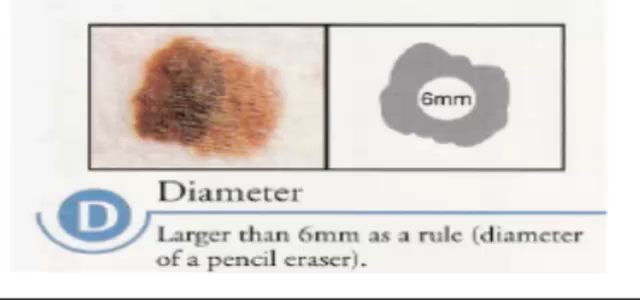 6mm
Diameter
D
Larger than 6mm as a rule (diameter
of a pencil eraser).